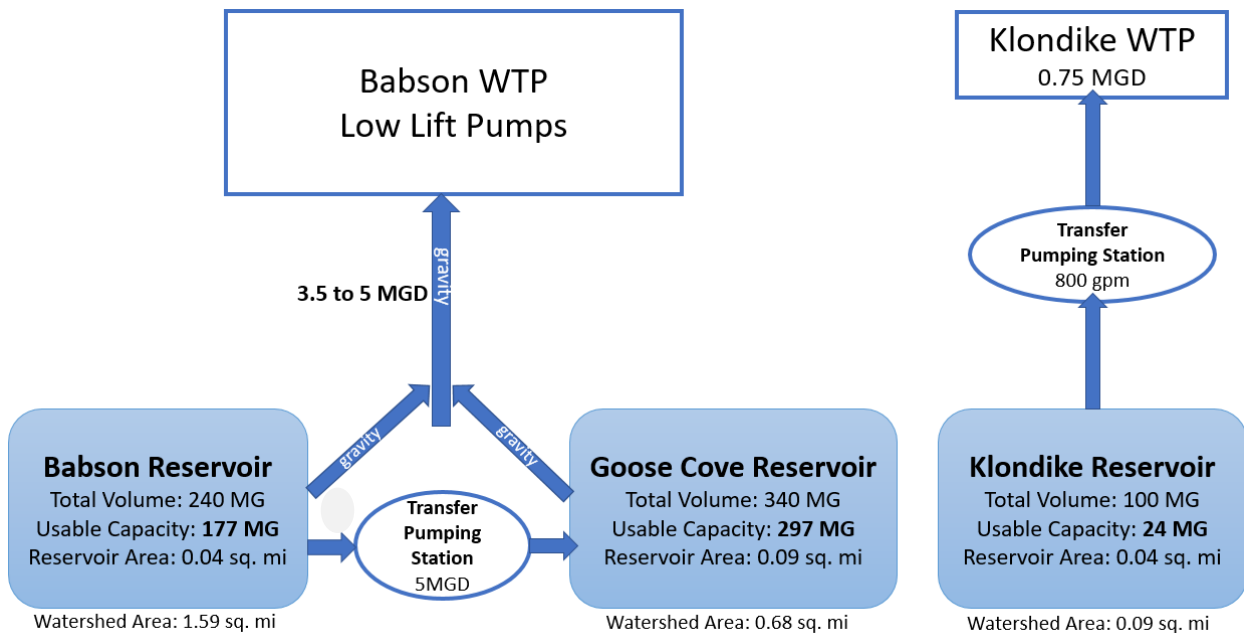 Babson WTP
Low Lift Pumps
Klondike WTP
0.75 MGD
gravity
3.5 to 5 MGD
Transfer
Pumping Station
800 gpm
gravity
gravity
Babson Reservoir
Total Volume: 240 MG
Usable Capacity: 177 MG
Reservoir Area: 0.04 sq. mi
Transfer
Pumping
Station
5MGD
Goose Cove Reservoir
Total Volume: 340 MG
Usable Capacity: 297 MG
Reservoir Area: 0.09 sq. mi
Klondike Reservoir
Total Volume: 100 MG
Usable Capacity: 24 MG
Reservoir Area: 0.04 sq. mi
Watershed Area: 1.59 sq. mi
Watershed Area: 0.68 sq. mi
Watershed Area: 0.09 sq. mi